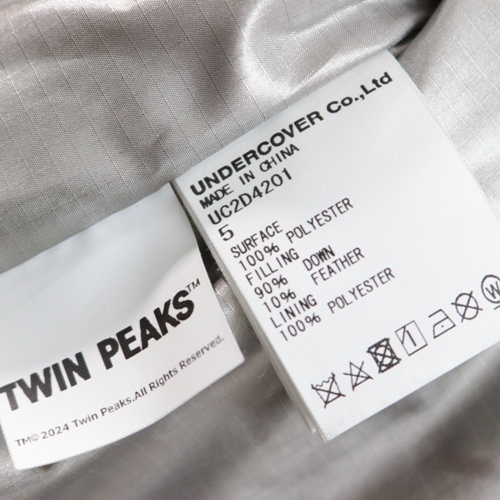 UNDERCOVER Co.,Ltd
MADE IN CHINA
UC2D4201
5
SURFACE
100% POLYESTER
FILLING
90% DOWN
10% FEATHER
LINING
100% POLYESTER
1
W
TWIN PEAKS™
TM© 2024 Twin Peaks.All Rights Reserved.